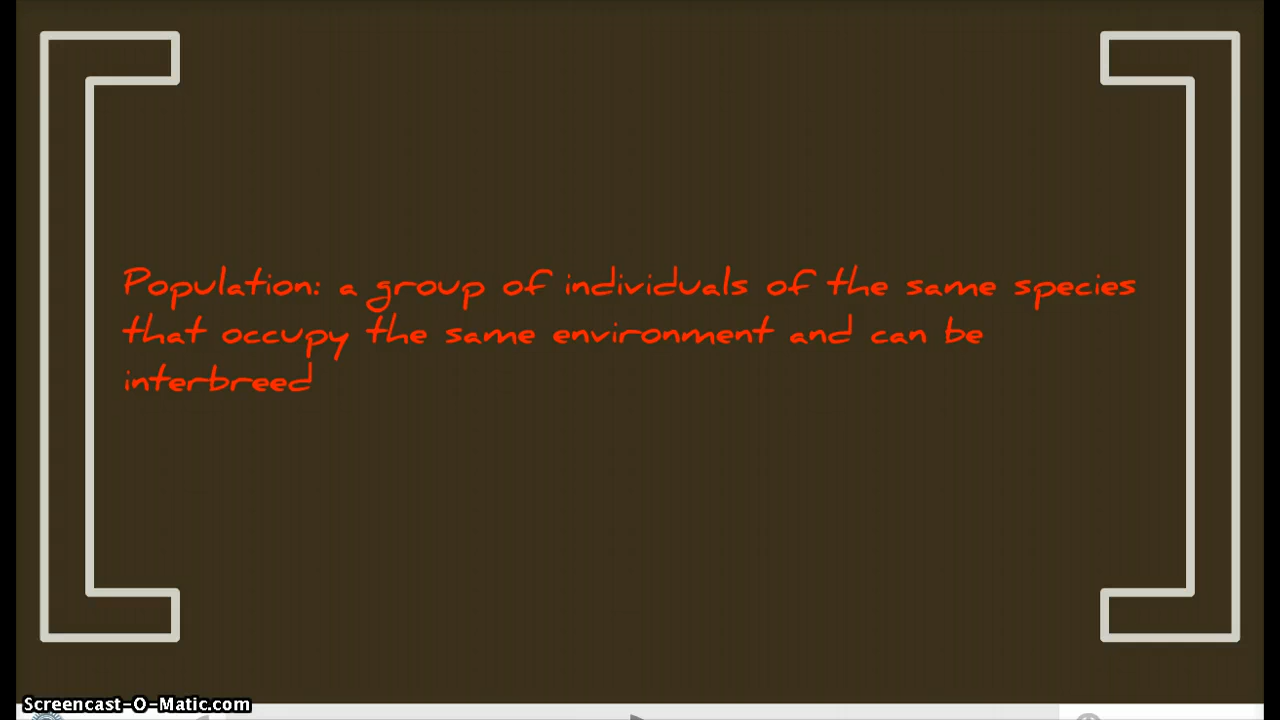 Population: a group of individuals of the same species
that occupy the same environment and can be
interbreed
Screencast-O-Matic.com